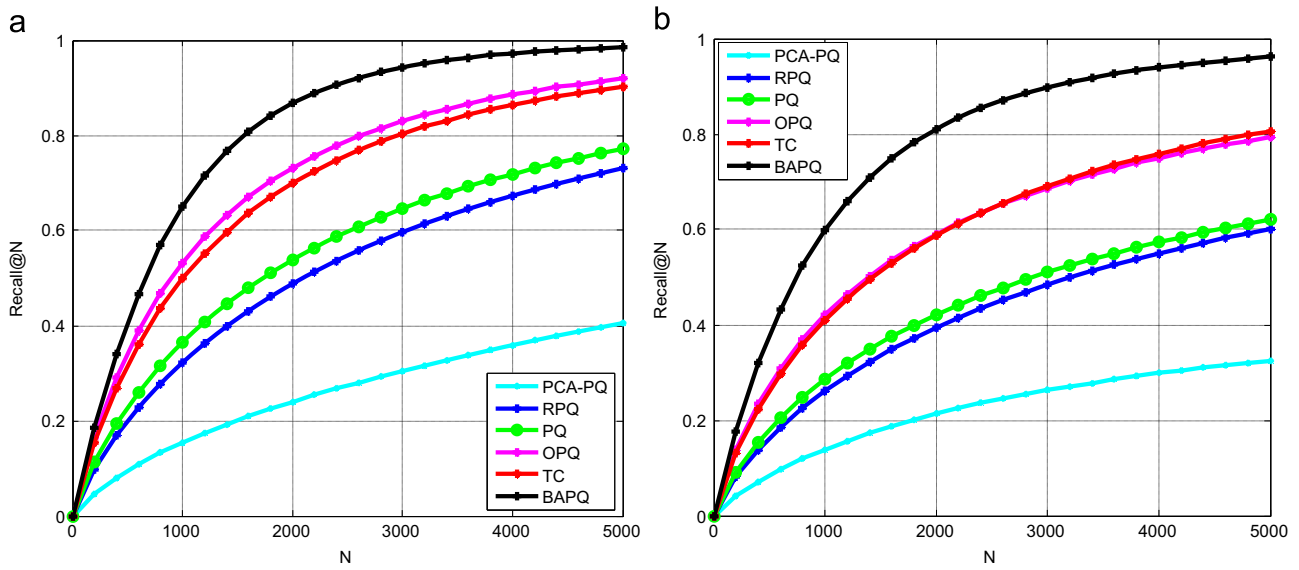 a
1
0.8
0.6
0.4
0.2
0
0 1000 2000 3000 4000 5000
Recall@N
N
PCA-PQ
RPQ
PQ
OPQ
TC
BAPQ
b
1
0.8
0.6
0.4
0.2
0
0 1000 2000 3000 4000 5000
Recall@N
N
PCA-PQ
RPQ
PQ
OPQ
TC
BAPQ